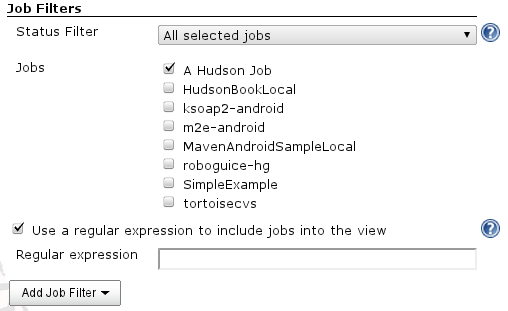 Job Filters
Status Filter
All selected jobs
Jobs
A Hudson Job
HudsonBookLocal
ksoap2-android
m2e-android
MavenAndroidSampleLocal
roboguice-hg
SimpleExample
tortoisecvs
Use a regular expression to include jobs into the view
Regular expression
Add Job Filter